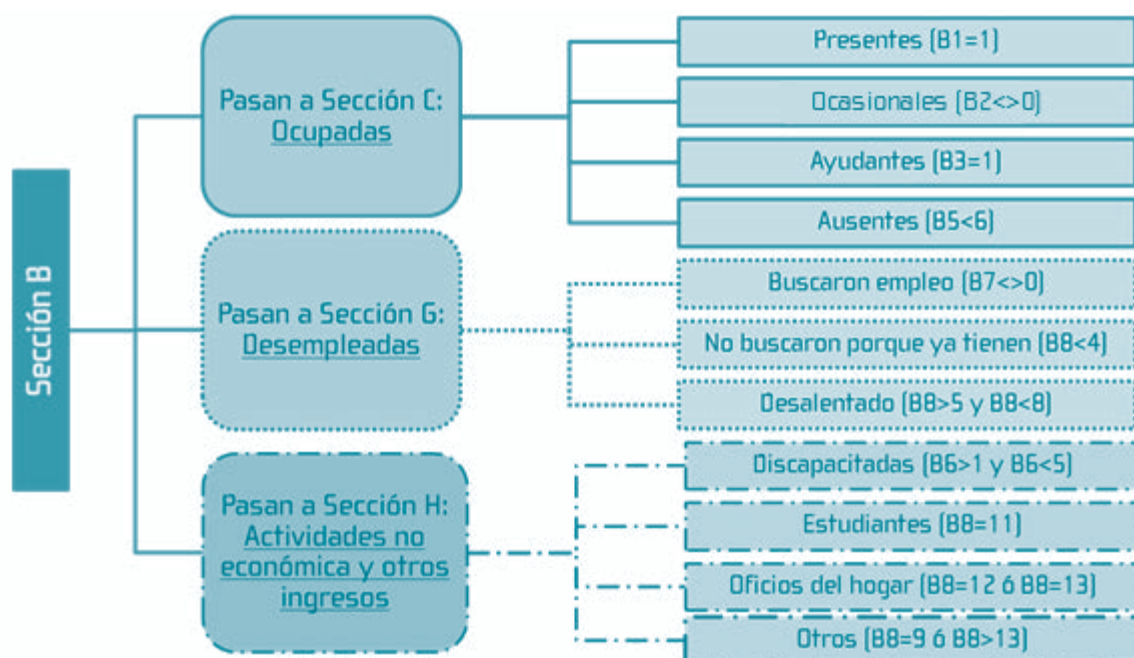 Sección B
Pasan a Sección C:
Ocupadas
Presentes (B1=1)
Ocasionales (B2<>0)
Ayudantes (B3=1)
Ausentes (B5<6)
Pasan a Sección G:
Desempleadas
Buscaron empleo (B7<>0)
No buscaron porque ya tienen (B8<4)
Desalentado (B8>5 y B8<8)
Pasan a Sección H:
Actividades no
económica y otros
ingresos
Discapacitadas (B6>1 y B6<5)
Estudiantes (B8=11)
Oficios del hogar (B8=12 ó B8=13)
Otros (B8=9 ó B8>13)